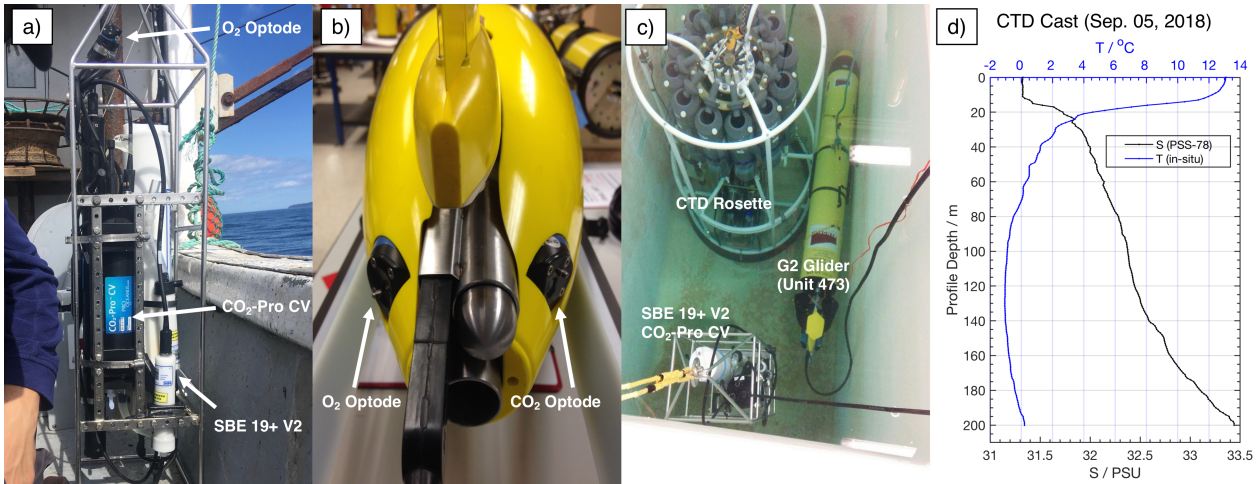 a)
O₂ Optode
CO₂-Pro CV
CO₂-Pro CV
SBE 19+ V2
b)
O₂ Optode
CO₂ Optode
c)
CTD Rosette
G2 Glider
(Unit 473)
SBE 19+ V2
CO₂-Pro CV
d)
CTD Cast (Sep. 05, 2018)
T / °C
-2 0 2 4 6 8 10 12 14
Profile Depth / m
0
20
40
60
80
100
120
140
160
180
200
S (PSS-78)
T (in-situ)
31 31.5 32 32.5 33 33.5
S / PSU